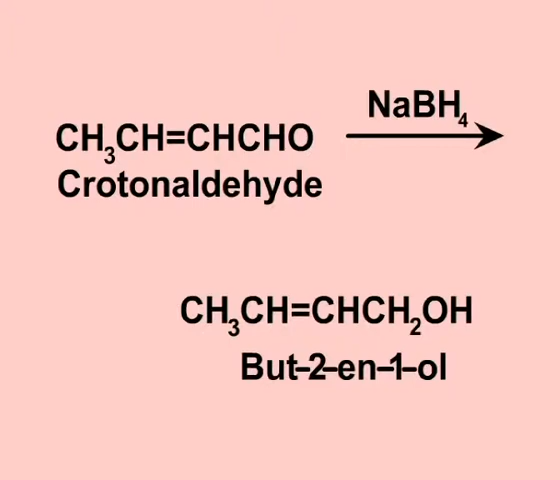 NaBH₄
CH₃CH=CHCHO
Crotonaldehyde
CH₃CH=CHCH₂OH
But-2-en-1-ol